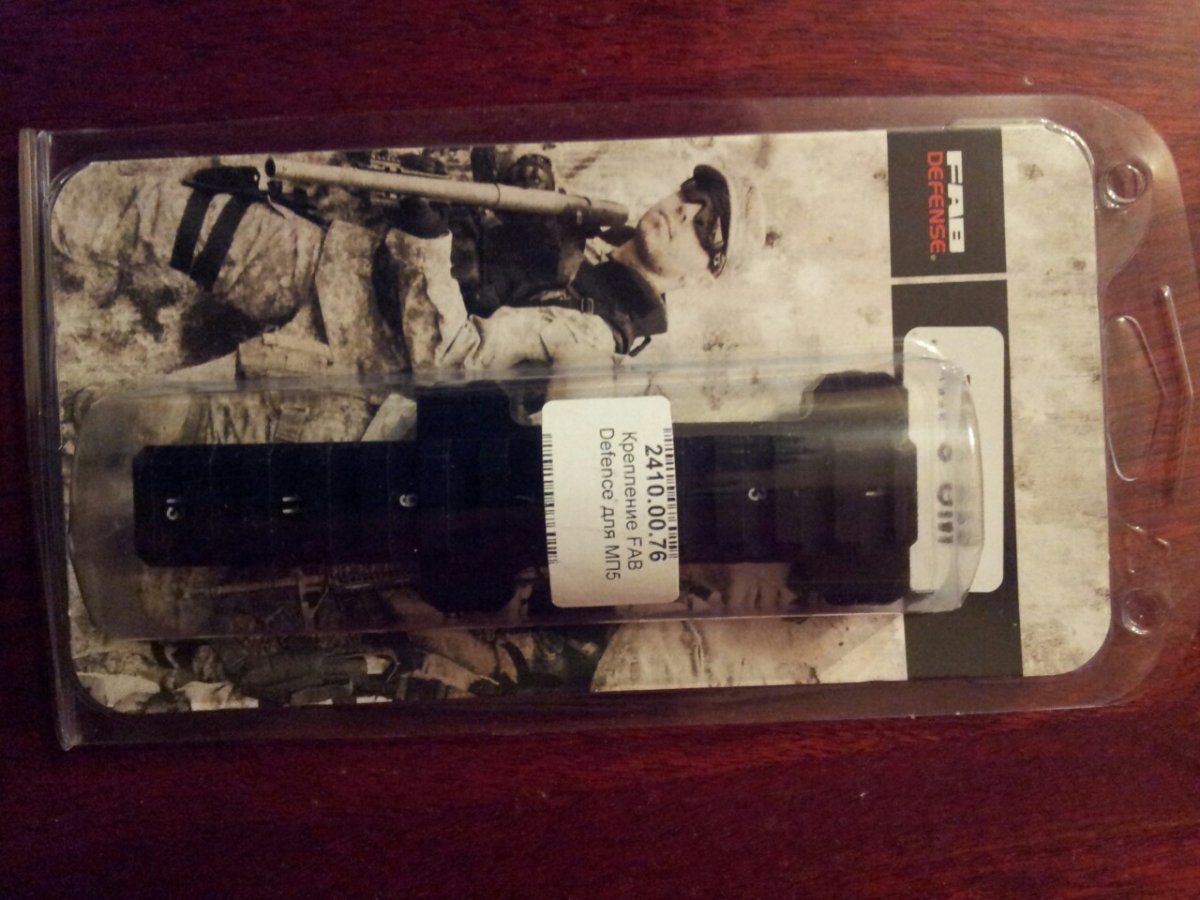 FAB
DEFENSE®
2410.00.76
Крепление FAB
Defence для МП5
1
3
9
11
13